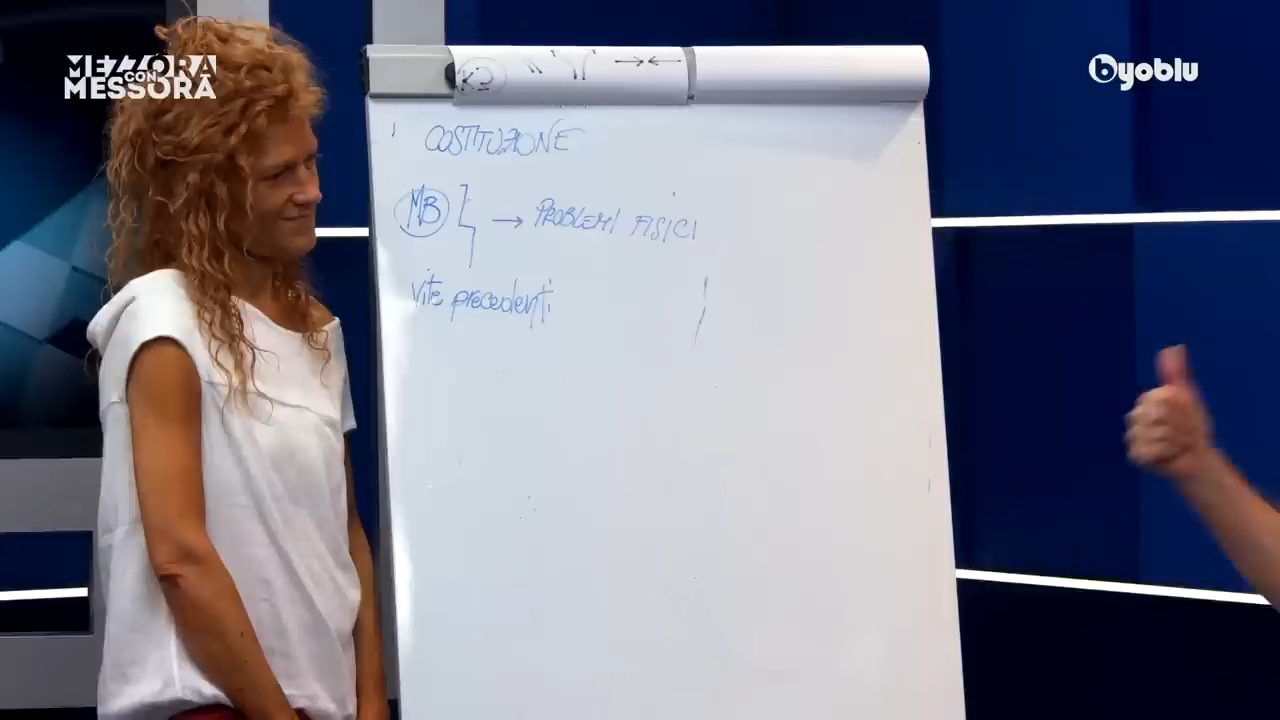 MEZZORA
CON
MESSORA
byoblu
COSTITUZIONE
MB → PROBLEMI FISICI
vite precedenti